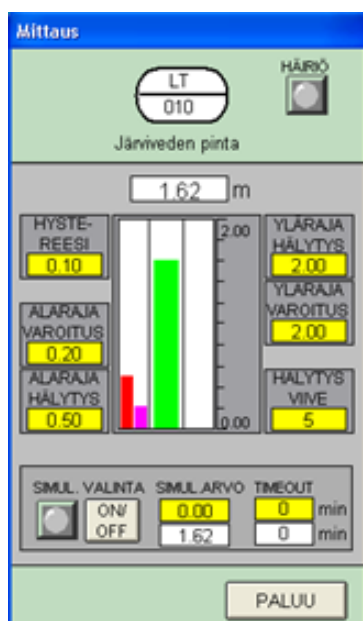 Mittaus
LT
010
HÄIRIÖ
Järviveden pinta
1.62 m
HYSTE-
REESI
0.10
2.00
YLÄRAJA
HÄLYTYS
2.00
ALARAJA
VAROITUS
0.20
YLÄRAJA
VAROITUS
2.00
ALARAJA
HÄLYTYS
0.50
0.00
HÄLYTYS
VIIVE
5
SIMUL. VALINTA SIMUL.ARVO TIMEOUT
ON/
OFF
0.00 0 min
1.62 0 min
PALUU